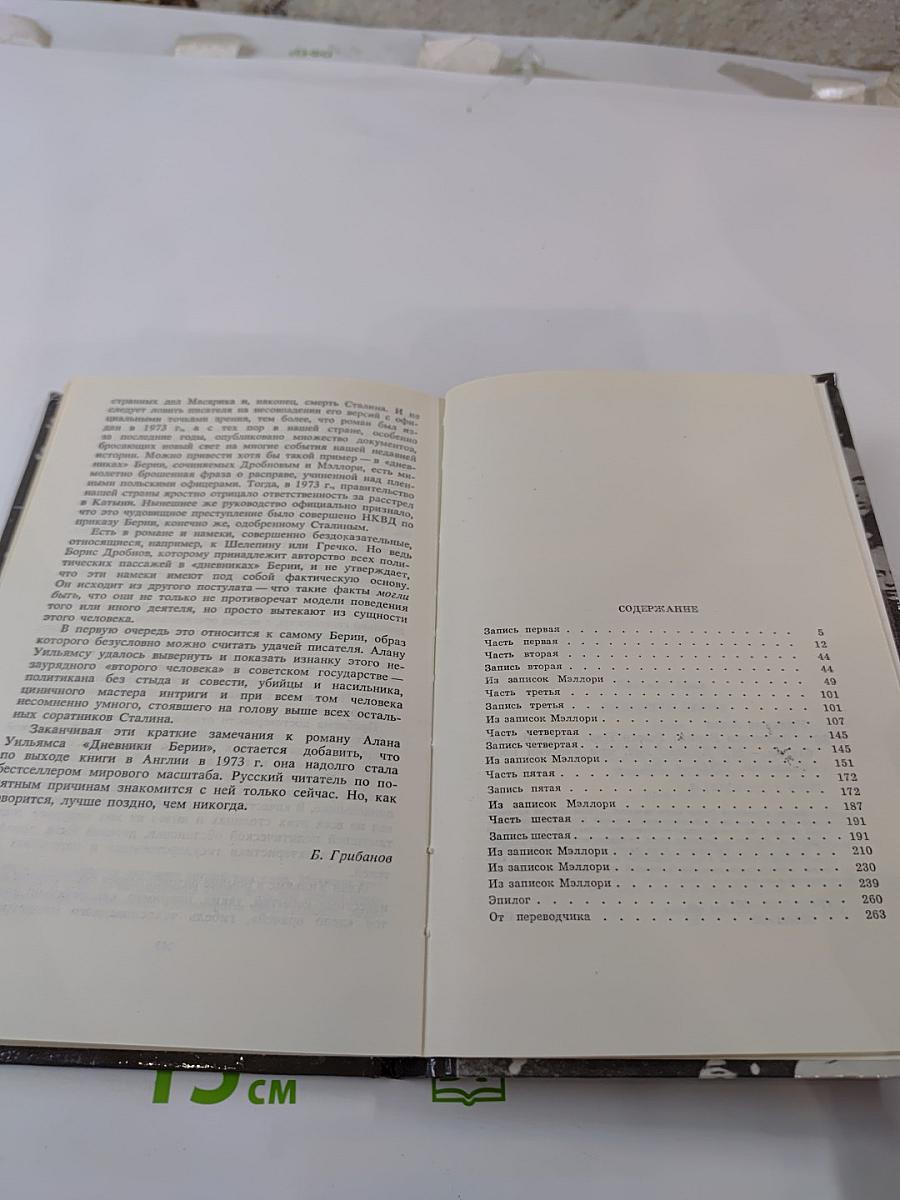 странных дел Масарика и, наконец, смерть Сталина. И не
следует ловить писателя на несовпадении его версий с офи-
циальными точками зрения, тем более, что роман был из-
дан в 1973 г., а с тех пор в нашей стране, особенно
за последние годы, опубликовано множество документов,
бросающих новый свет на многие события нашей недавней
истории. Можно привести хотя бы такой пример — в «днев-
никах» Берии, сочиняемых Дробновым и Мэллори, есть ми-
молетно брошенная фраза о расправе, учиненной над плен-
ными польскими офицерами. Тогда, в 1973 г., правительство
нашей страны яростно отрицало ответственность за расстрел
в Катыни. Нынешнее же руководство официально признало,
что это чудовищное преступление было совершено НКВД по
приказу Берии, конечно же, одобренному Сталиным.
Есть в романе и намеки, совершенно бездоказательные,
относящиеся, например, к Шелепину или Гречко. Но ведь
Борис Дробнов, которому принадлежит авторство всех поли-
тических пассажей в «дневниках» Берии, и не утверждает,
что эти намеки имеют под собой фактическую основу.
Он исходит из другого постулата — что такие факты могли
быть, что они не только не противоречат модели поведения
того или иного деятеля, но просто вытекают из сущности
этого человека.
В первую очередь это относится к самому Берии, образ
которого безусловно можно считать удачей писателя. Алану
Уильямсу удалось вывернуть и показать изнанку этого не-
заурядного «второго человека» в советском государстве —
политикана без стыда и совести, убийцы и насильника,
циничного мастера интриги и при всем том человека
несомненно умного, стоявшего на голову выше всех осталь-
ных соратников Сталина.
Заканчивая эти краткие замечания к роману Алана
Уильямса «Дневники Берии», остается добавить, что
по выходе книги в Англии в 1973 г. она надолго стала
бестселлером мирового масштаба. Русский читатель по по-
ятным причинам знакомится с ней только сейчас. Но, как
оворится, лучше поздно, чем никогда.
Б. Грибанов
СОДЕРЖАНИЕ
Запись первая . . . . . . . . . . . . . . 5
Часть первая . . . . . . . . . . . . . . 12
Часть вторая . . . . . . . . . . . . . . 44
Запись вторая . . . . . . . . . . . . . . 44
Из записок Мэллори . . . . . . . . . . . . 49
Часть третья . . . . . . . . . . . . . . 101
Запись третья . . . . . . . . . . . . . . 101
Из записок Мэллори . . . . . . . . . . . . 107
Часть четвертая . . . . . . . . . . . . . 145
Запись четвертая . . . . . . . . . . . . . 145
Из записок Мэллори . . . . . . . . . . . . 151
Часть пятая . . . . . . . . . . . . . . 172
Запись пятая . . . . . . . . . . . . . . 172
Из записок Мэллори . . . . . . . . . . . . 187
Часть шестая . . . . . . . . . . . . . . 191
Запись шестая . . . . . . . . . . . . . . 191
Из записок Мэллори . . . . . . . . . . . . 210
Из записок Мэллори . . . . . . . . . . . . 230
Из записок Мэллори . . . . . . . . . . . . 239
Эпилог . . . . . . . . . . . . . . . . 260
От переводчика . . . . . . . . . . . . . 263
15 см